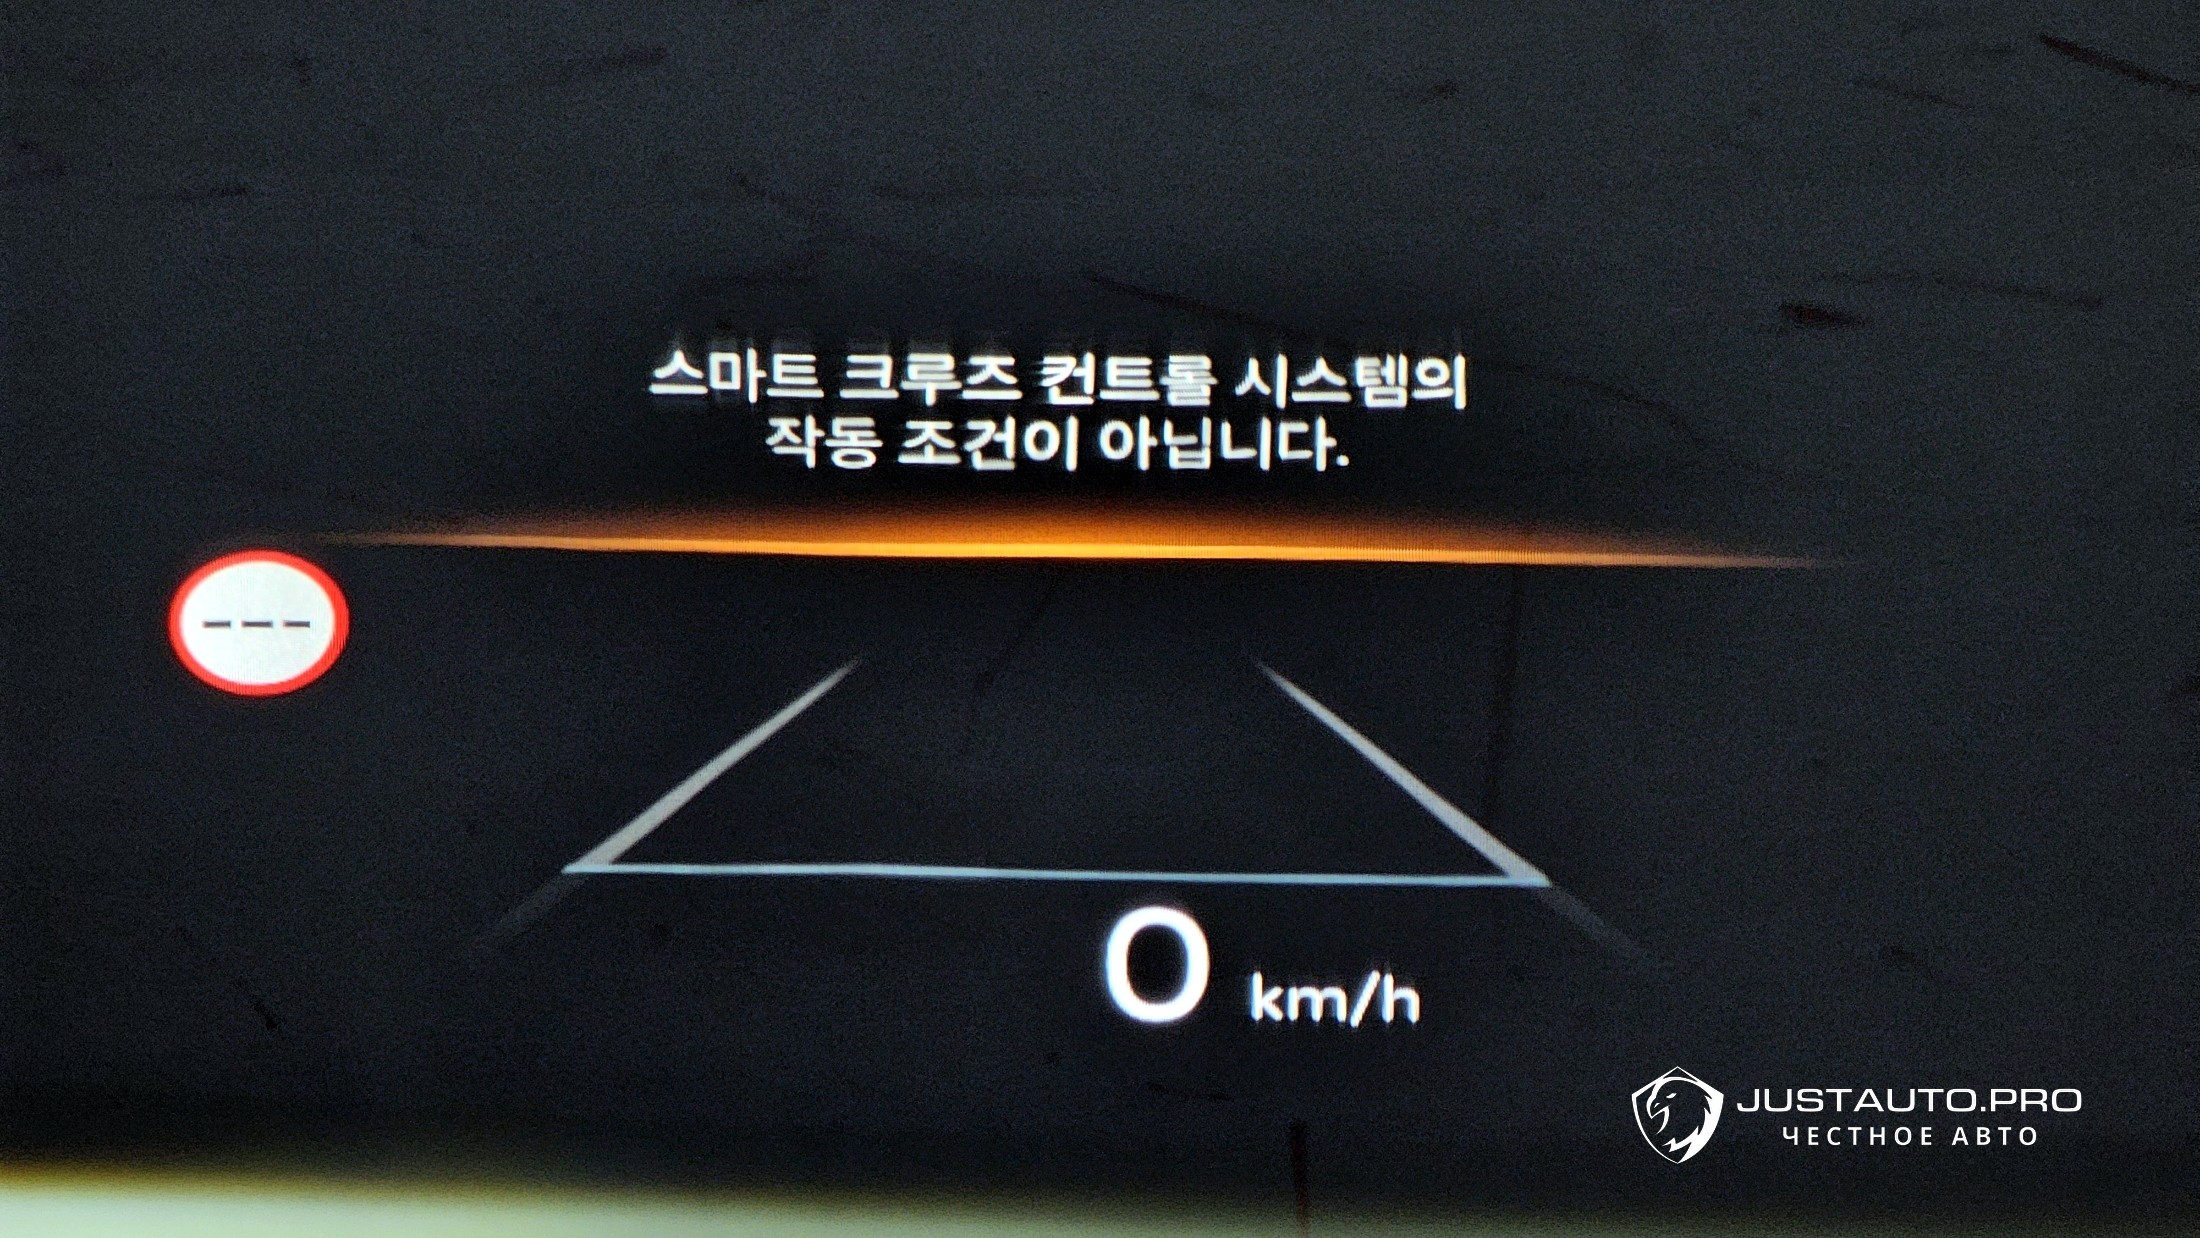 스마트 크루즈 컨트롤 시스템의
작동 조건이 아닙니다.
---
0 km/h
JUSTAUTO.PRO
ЧЕСТНОЕ АВТО